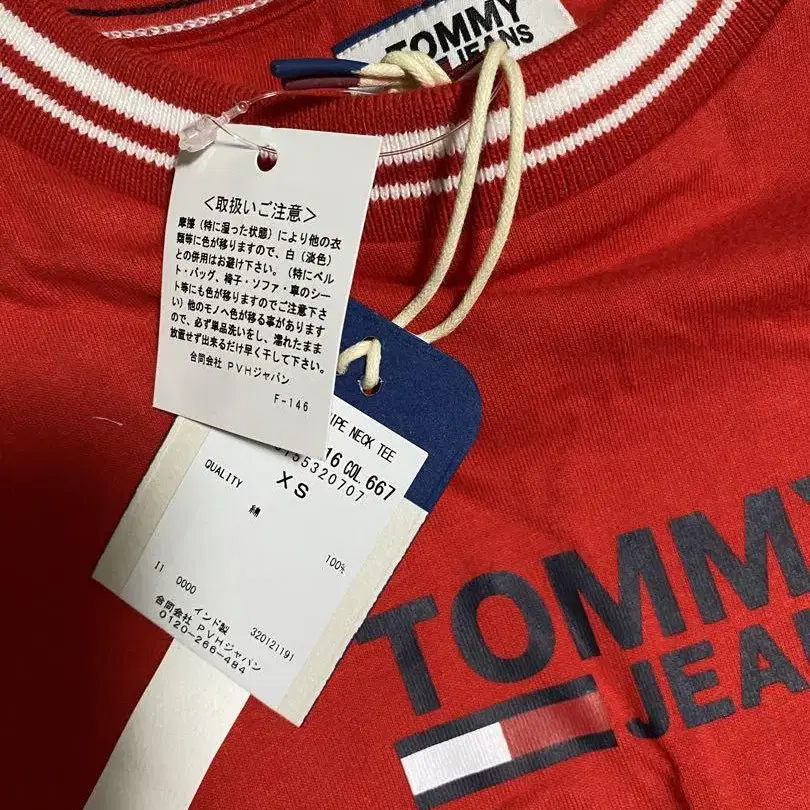 TOMMY
JEANS
<取扱いご注意>
摩擦(特に湿った状態)により他の衣
類等に色が移りますので、白(淡色)
との併用はお避け下さい。(特にベル
ト・バッグ、椅子・ソファ・車のシー
ト等にも色が移りますのでご注意下さ
い)他のモノへ色が移る事があります
ので、必ず単品洗いをし、濡れたまま
放置せず出来るだけ早く干して下さい。
合同会社 PVHジャパン
F-146
NECK TEE
16 COL.667
55320707
XS
QUALITY
綿
100%
11 0000
インド製 320121191
合同会社 PVHジャパン
0120-266-484
TOMMY
JEANS